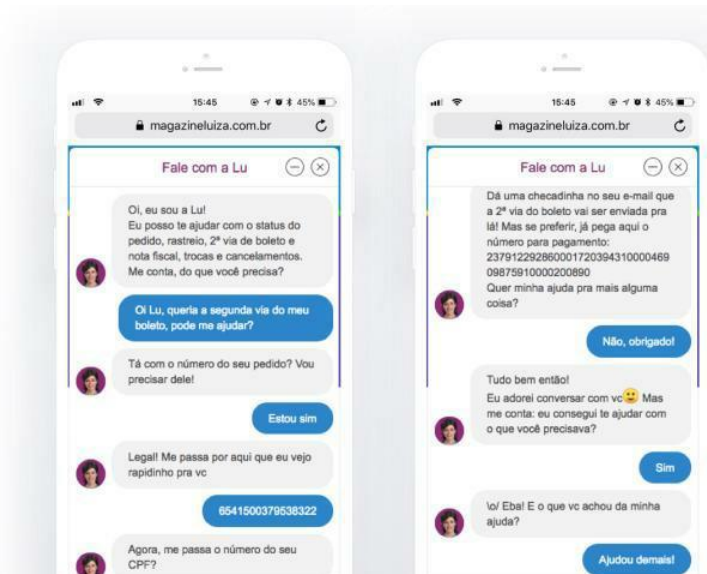 15:45
45%
magazineluiza.com.br
Fale com a Lu
Oi, eu sou a Lu!
Eu posso te ajudar com o status do
pedido, rastreio, 2ª via de boleto e
nota fiscal, trocas e cancelamentos.
Me conta, do que você precisa?
Oi Lu, queria a segunda via do meu
boleto, pode me ajudar?
Tá com o número do seu pedido? Vou
precisar dele!
Estou sim
Legal! Me passa por aqui que eu vejo
rapidinho pra vc
6541500379538322
Agora, me passa o número do seu
CPF?
15:45
45%
magazineluiza.com.br
Fale com a Lu
Dá uma checadinha no seu e-mail que
a 2ª via do boleto vai ser enviada pra
lá! Mas se preferir, já pega aqui o
número para pagamento:
23791229286000172039431000​0469
09875910000200890
Quer minha ajuda pra mais alguma
coisa?
Não, obrigado!
Tudo bem então!
Eu adorei conversar com vc🙂 Mas
me conta: eu consegui te ajudar com
o que você precisava?
Sim
\o/ Eba! E o que vc achou da minha
ajuda?
Ajudou demais!